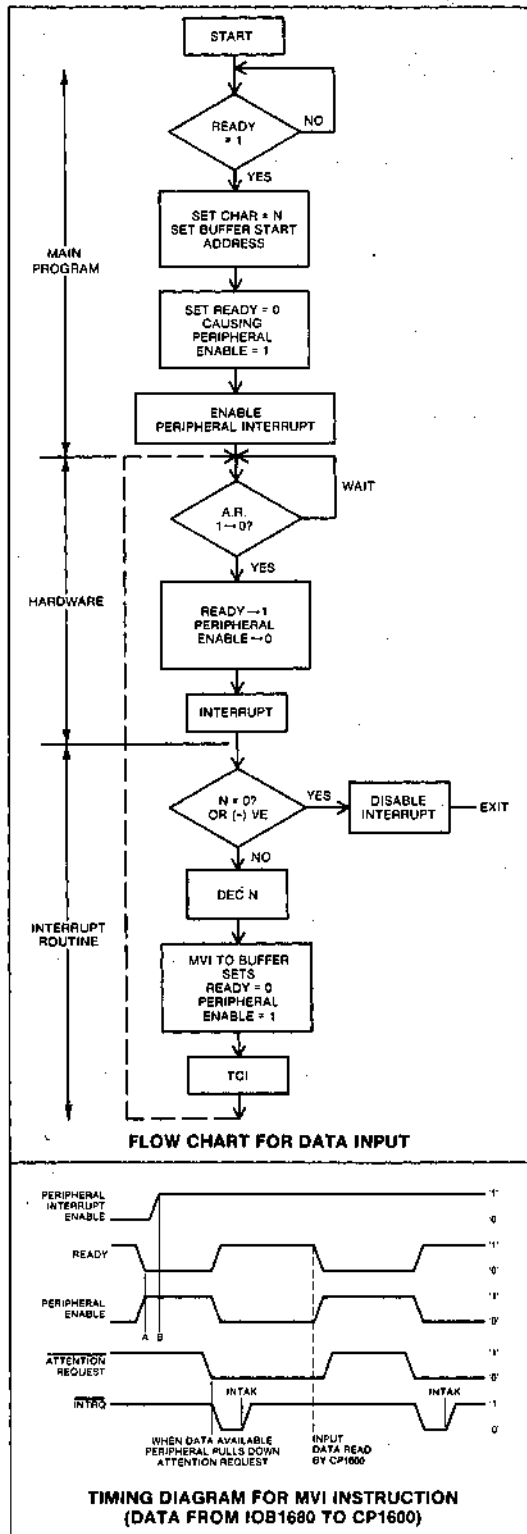 START
READY
= 1
NO
YES
SET CHAR = N
SET BUFFER START
ADDRESS
MAIN
PROGRAM
SET READY = 0
CAUSING
PERIPHERAL
ENABLE = 1
ENABLE
PERIPHERAL INTERRUPT
WAIT
A.R.
1→0?
YES
HARDWARE
READY→1
PERIPHERAL
ENABLE→0
INTERRUPT
N = 0?
OR (-) VE
YES
DISABLE
INTERRUPT
EXIT
NO
DEC N
INTERRUPT
ROUTINE
MVI TO BUFFER
SETS
READY = 0
PERIPHERAL
ENABLE = 1
TCI
FLOW CHART FOR DATA INPUT
PERIPHERAL
INTERRUPT
ENABLE
'1'
'0
READY
'1'
'0'
PERIPHERAL
ENABLE
'1'
'0'
A B
ATTENTION
REQUEST
'1'
'0'
INTRQ
INTAK
INTAK
'1
0'
WHEN DATA AVAILABLE
PERIPHERAL PULLS DOWN
ATTENTION REQUEST
INPUT
DATA READ
BY CP1600
TIMING DIAGRAM FOR MVI INSTRUCTION
(DATA FROM IOB1680 TO CP1600)